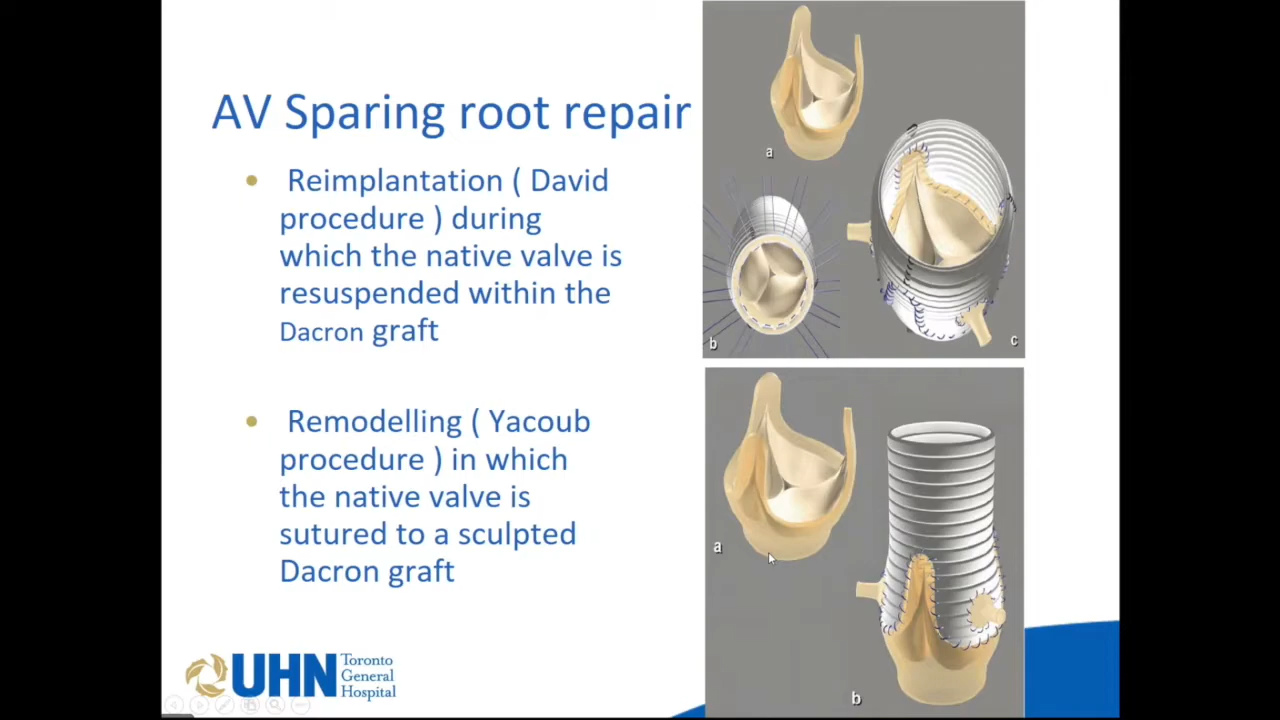 AV Sparing root repair
• Reimplantation ( David
procedure ) during
which the native valve is
resuspended within the
Dacron graft
• Remodelling ( Yacoub
procedure ) in which
the native valve is
sutured to a sculpted
Dacron graft
UHN Toronto
General
Hospital
a
b
c
a
b